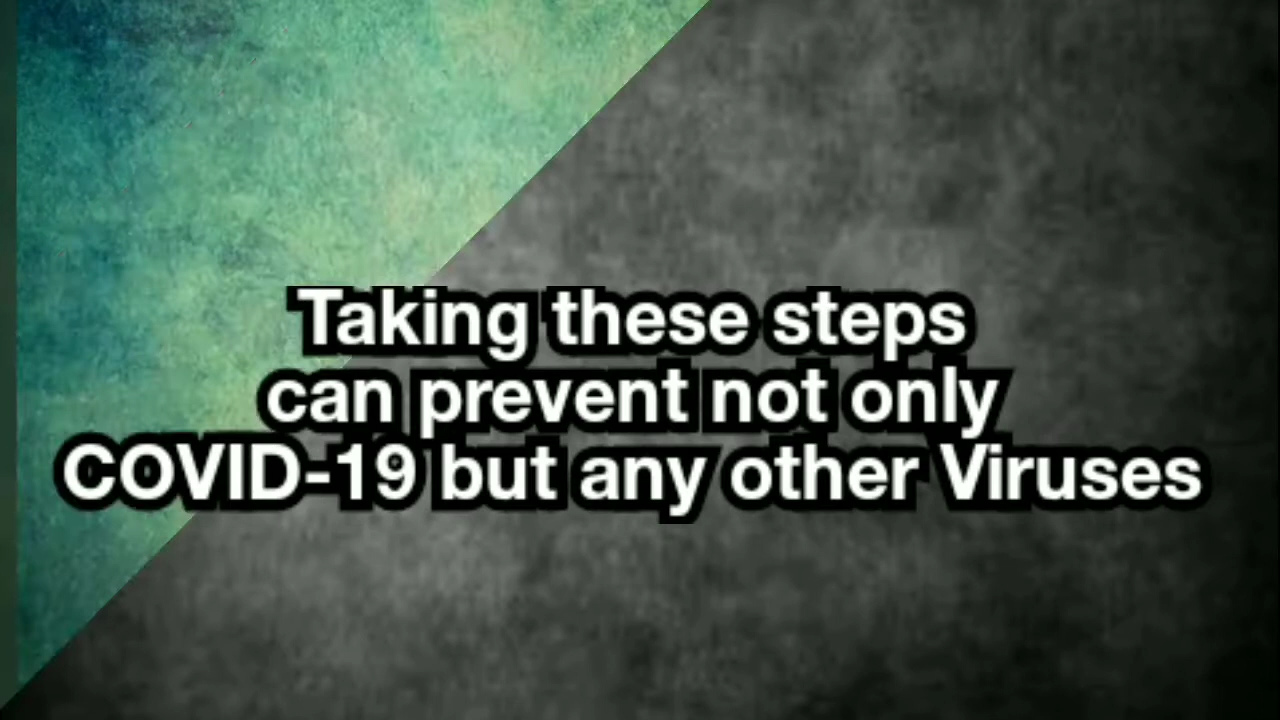 Taking these steps
can prevent not only
COVID-19 but any other Viruses